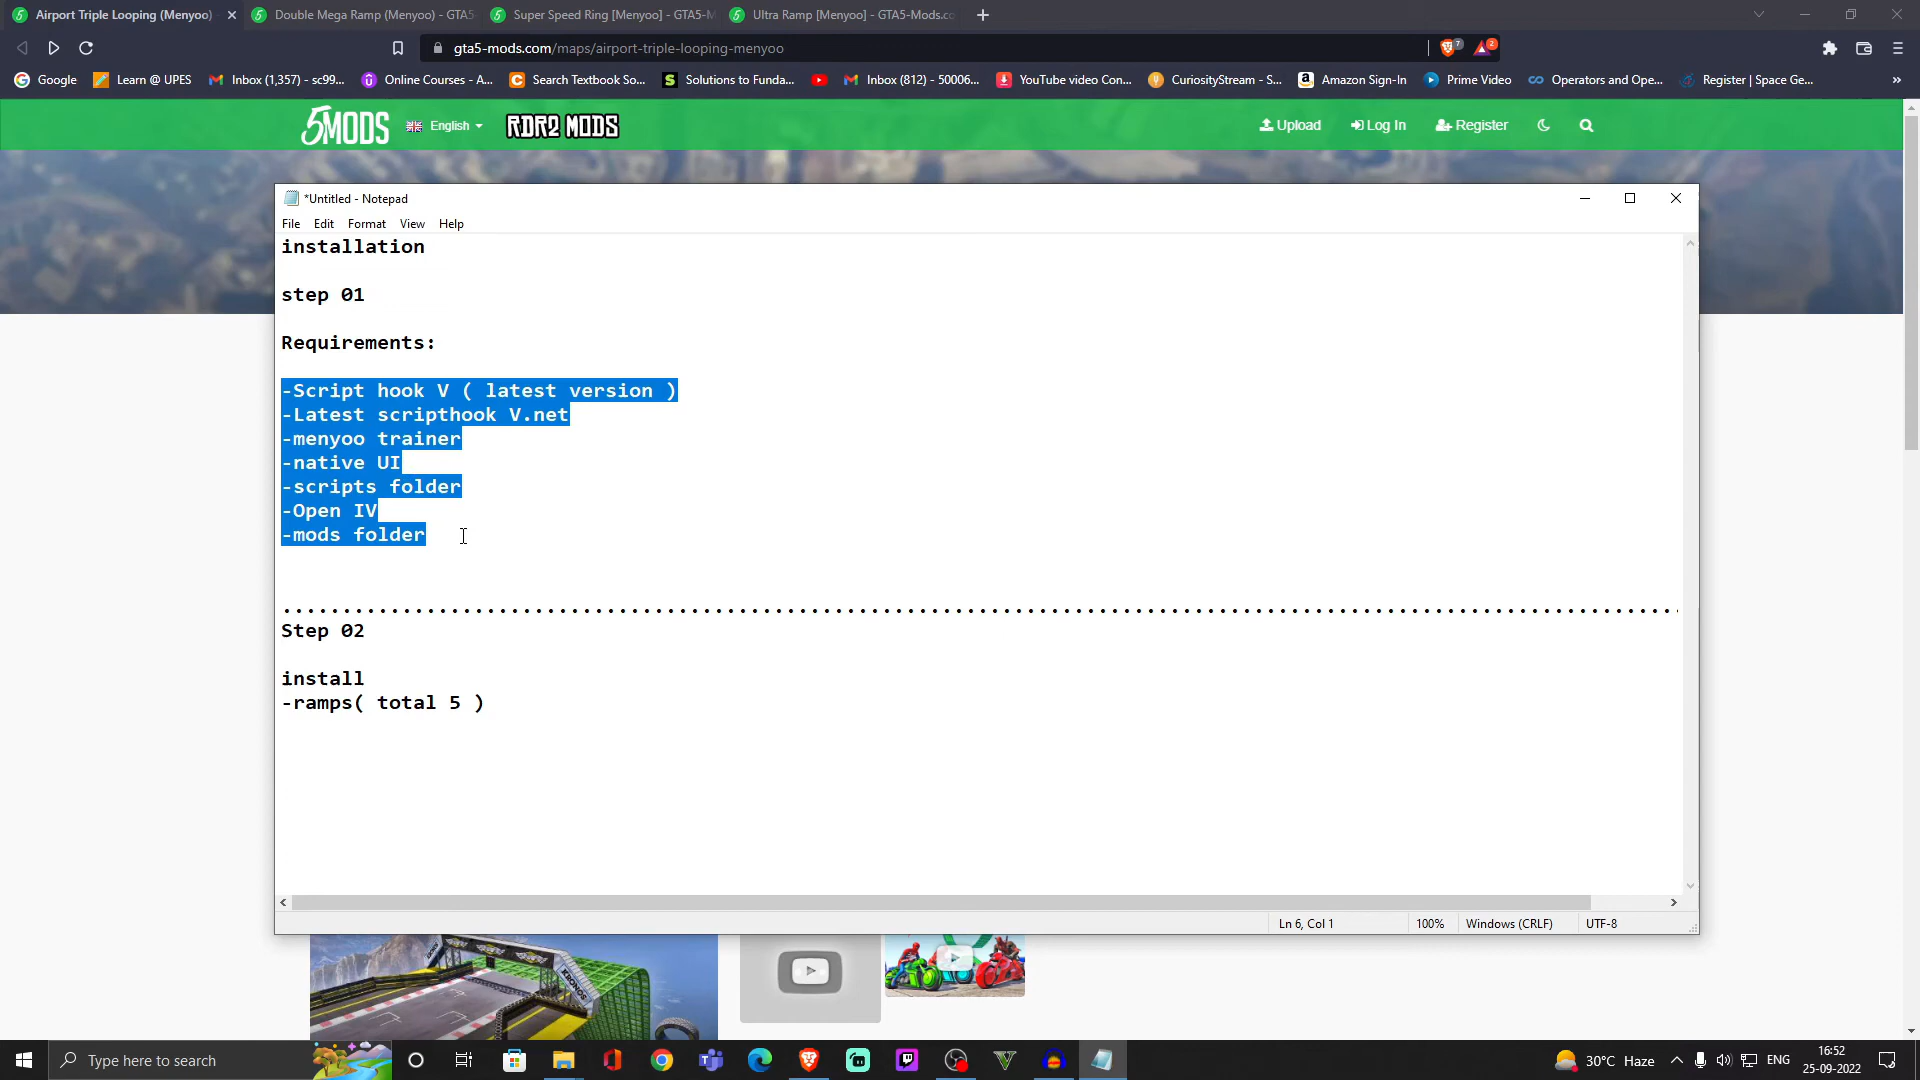 Airport Triple Looping (Menyoo)
Double Mega Ramp (Menyoo) - GTA5
Super Speed Ring [Menyoo] - GTA5-M
Ultra Ramp [Menyoo] - GTA5-Mods.co
gta5-mods.com/maps/airport-triple-looping-menyoo
7
2
Google
Learn @ UPES
Inbox (1,357) - sc99...
Online Courses - A...
Search Textbook So...
Solutions to Funda...
Inbox (812) - 50006...
YouTube video Con...
CuriosityStream - S...
Amazon Sign-In
Prime Video
Operators and Ope...
Register | Space Ge...
5MODS
English
RDR2 MODS
Upload
Log In
Register
*Untitled - Notepad
File Edit Format View Help
installation
step 01
Requirements:
-Script hook V ( latest version )
-Latest scripthook V.net
-menyoo trainer
-native UI
-scripts folder
-Open IV
-mods folder
Step 02
install
-ramps( total 5 )
Ln 6, Col 1
100%
Windows (CRLF)
UTF-8
KRONOS
Type here to search
30°C Haze
ENG
16:52
25-09-2022